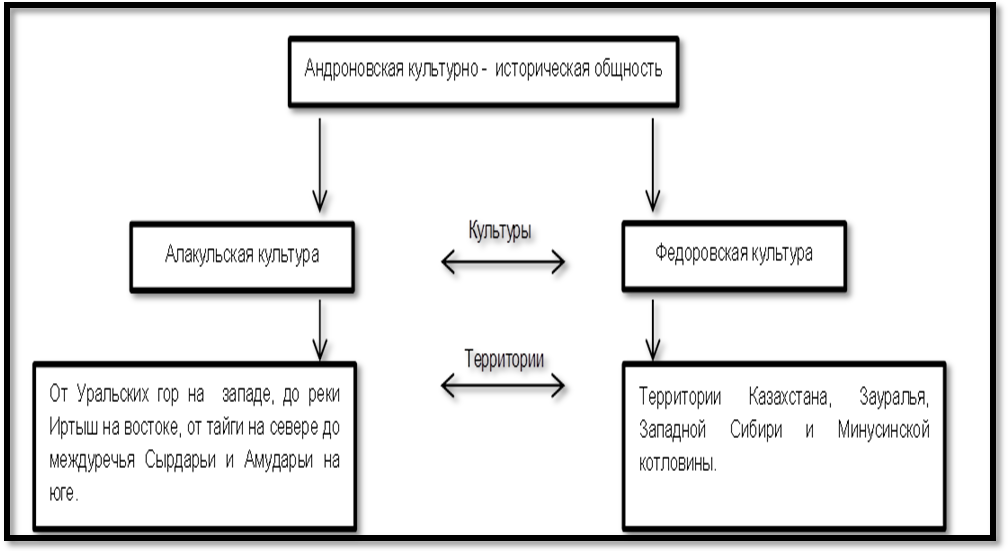 Андроновская культурно - историческая общность
Алакульская культура
Культуры
Федоровская культура
Территории
От Уральских гор на западе, до реки
Иртыш на востоке, от тайги на севере до
междуречья Сырдарьи и Амударьи на
юге.
Территории Казахстана, Зауралья,
Западной Сибири и Минусинской
котловины.